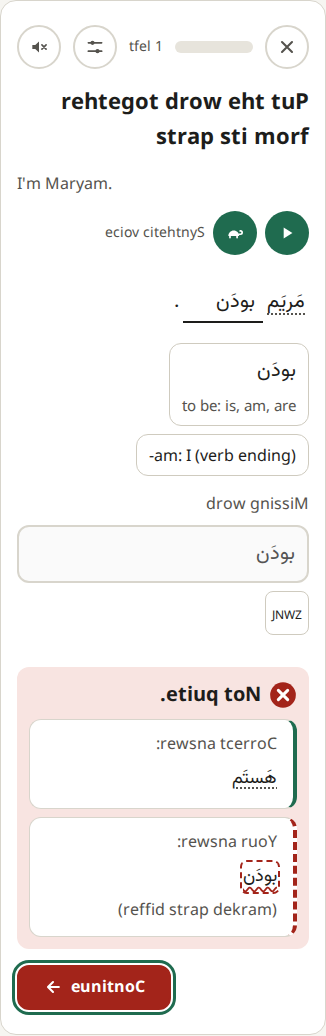 tfel 1
rehtegot drow eht tuP
strap sti morf
I'm Maryam.
eciov citehtnyS
مَریَم بودَن .
بودَن
to be: is, am, are
-am: I (verb ending)
drow gnissiM
بودَن
ZWNJ
.etiuq toN
:rewsna tcerroC
هَستَم
:rewsna ruoY
بودَن
(reffid strap dekram)
eunitnoC